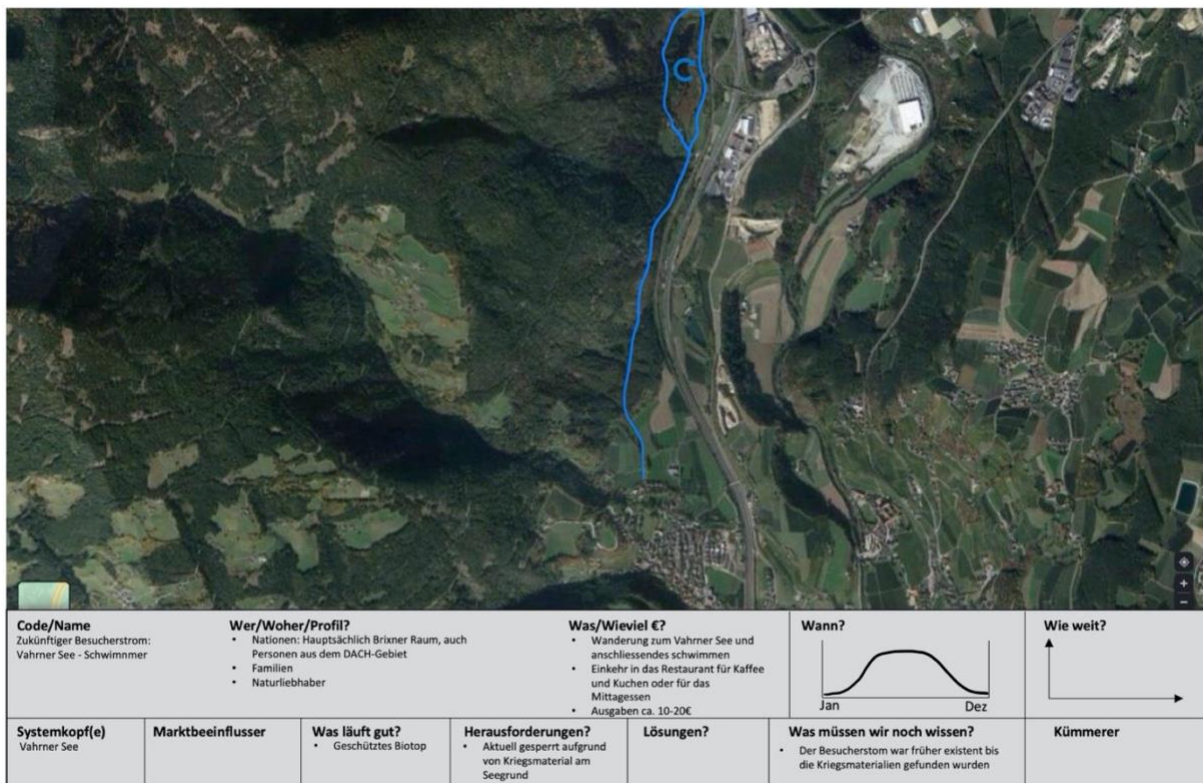 Code/Name
Zukünftiger Besucherstrom:
Vahrner See - Schwimnmer
Wer/Woher/Profil?
• Nationen: Hauptsächlich Brixner Raum, auch
Personen aus dem DACH-Gebiet
• Familien
• Naturliebhaber
Was/Wieviel €?
• Wanderung zum Vahrner See und
anschliessendes schwimmen
• Einkehr in das Restaurant für Kaffee
und Kuchen oder für das
Mittagessen
• Ausgaben ca. 10-20€
Wann?
Jan
Dez
Wie weit?
Systemkopf(e)
Vahrner See
Marktbeeinflusser
Was läuft gut?
• Geschütztes Biotop
Herausforderungen?
• Aktuell gesperrt aufgrund
von Kriegsmaterial am
Seegrund
Lösungen?
Was müssen wir noch wissen?
• Der Besucherstom war früher existent bis
die Kriegsmaterialien gefunden wurden
Kümmerer